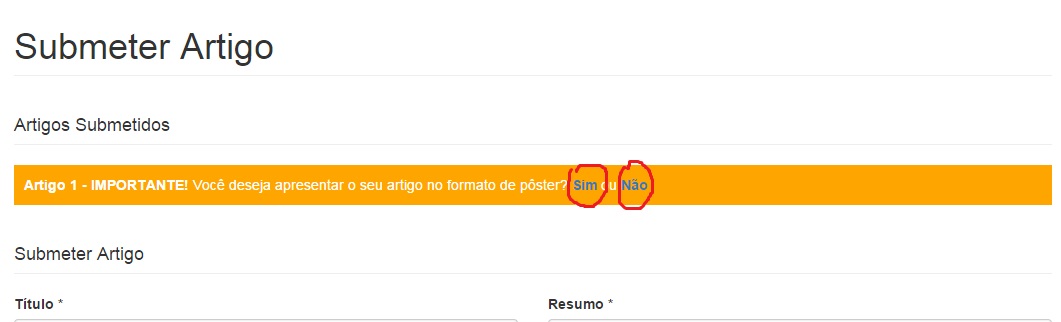 Submeter Artigo
Artigos Submetidos
Artigo 1 - IMPORTANTE! Você deseja apresentar o seu artigo no formato de pôster? Sim ou Não
Submeter Artigo
Título * Resumo *